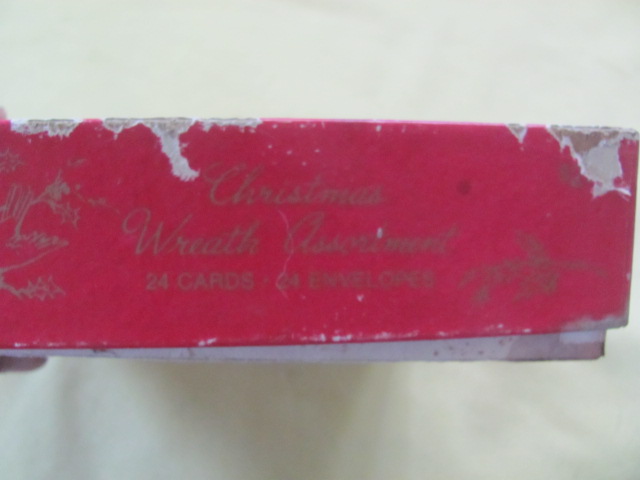 Christmas
Wreath Assortment
24 CARDS · 24 ENVELOPES